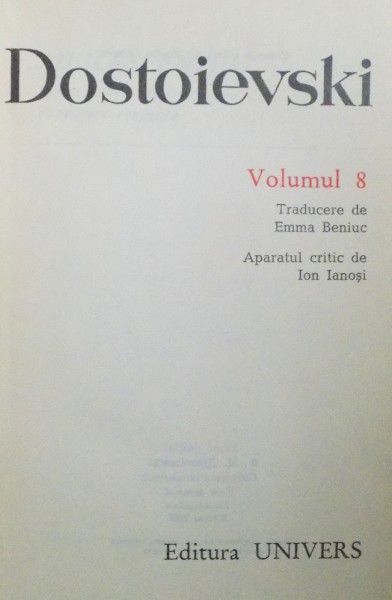 Dostoievski
Volumul 8
Traducere de
Emma Beniuc
Aparatul critic de
Ion Ianoși
Editura UNIVERS